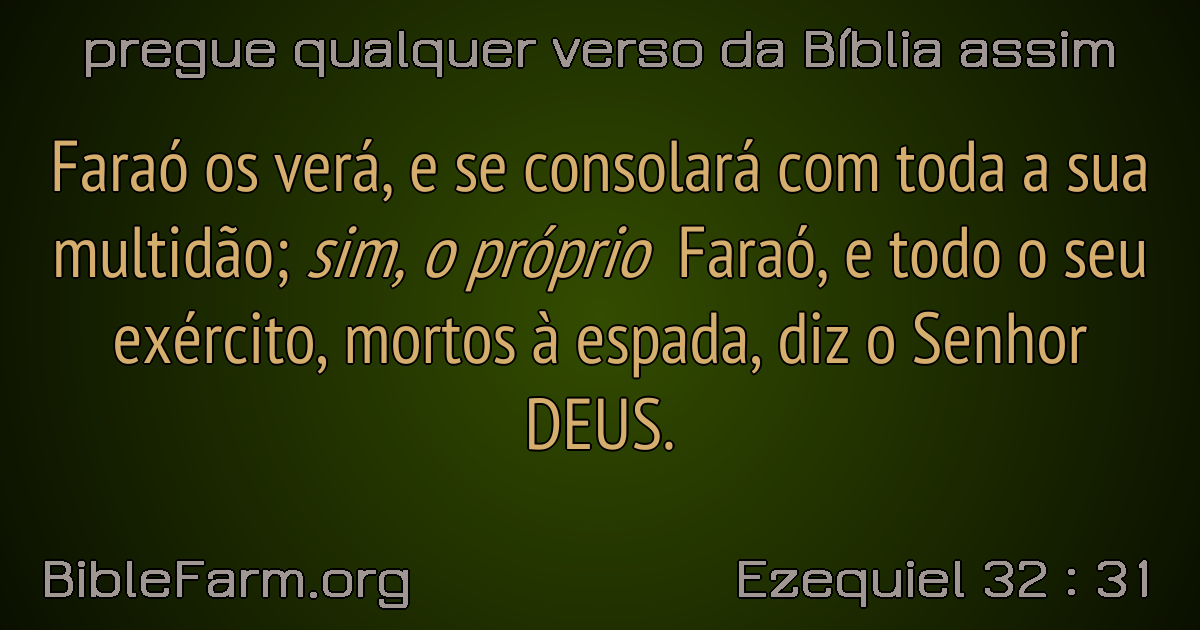 pregue qualquer verso da Bíblia assim
Faraó os verá, e se consolará com toda a sua
multidão; sim, o próprio Faraó, e todo o seu
exército, mortos à espada, diz o Senhor
DEUS.
BibleFarm.org
Ezequiel 32 : 31